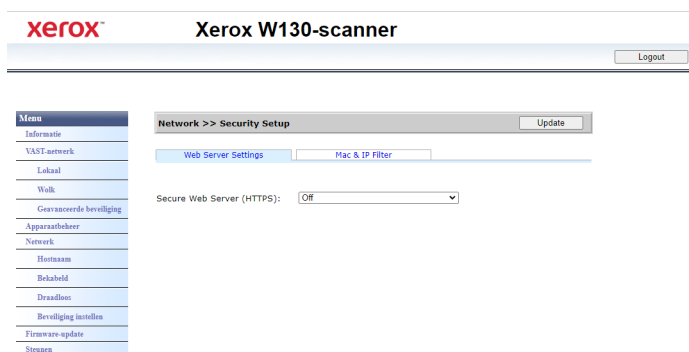 xerox™
Xerox W130-scanner
Logout
Menu
Informatie
VAST-netwerk
Lokaal
Wolk
Geavanceerde beveiliging
Apparaatbeheer
Netwerk
Hostnaam
Bekabeld
Draadloos
Beveiliging instellen
Firmware-update
Steunen
Network >> Security Setup
Update
Web Server Settings
Mac & IP Filter
Secure Web Server (HTTPS): Off